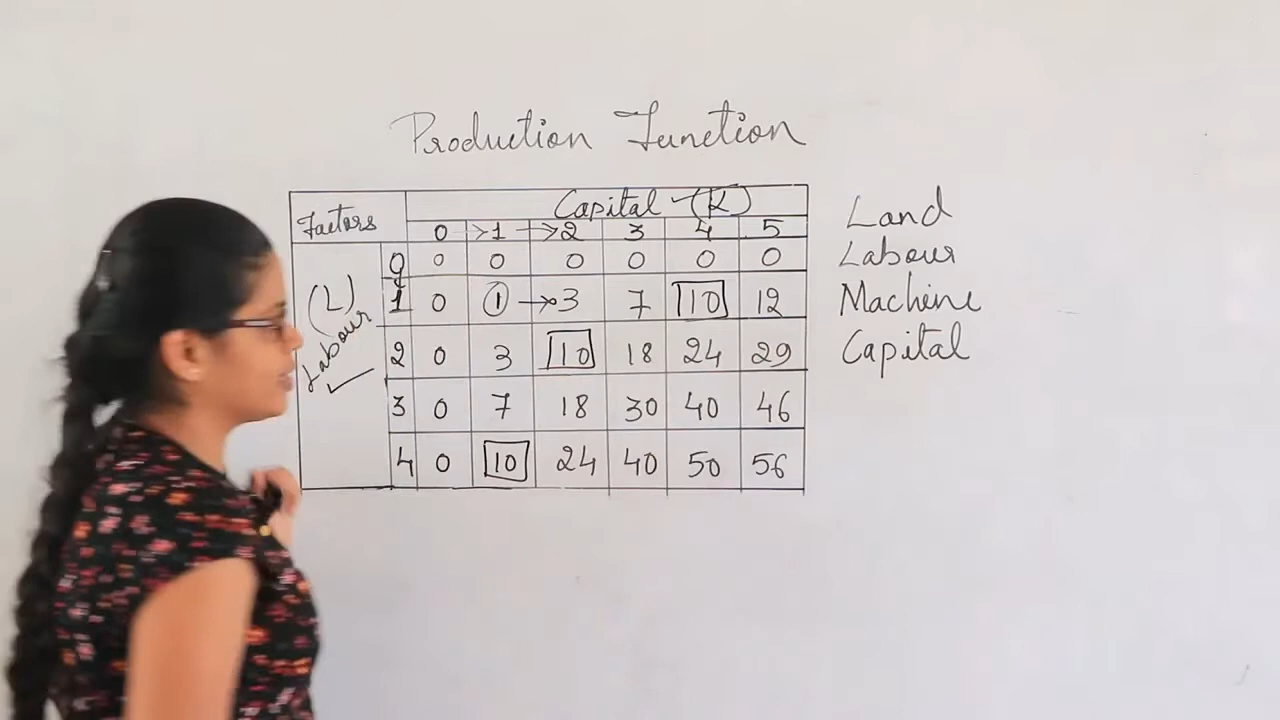 Production Function
Factors Capital (K)
0 →1 →2 3 4 5
(L) Labour
0 0 0 0 0 0 0
1 0 1 → 3 7 10 12
2 0 3 10 18 24 29
3 0 7 18 30 40 46
4 0 10 24 40 50 56
Land
Labour
Machine
Capital